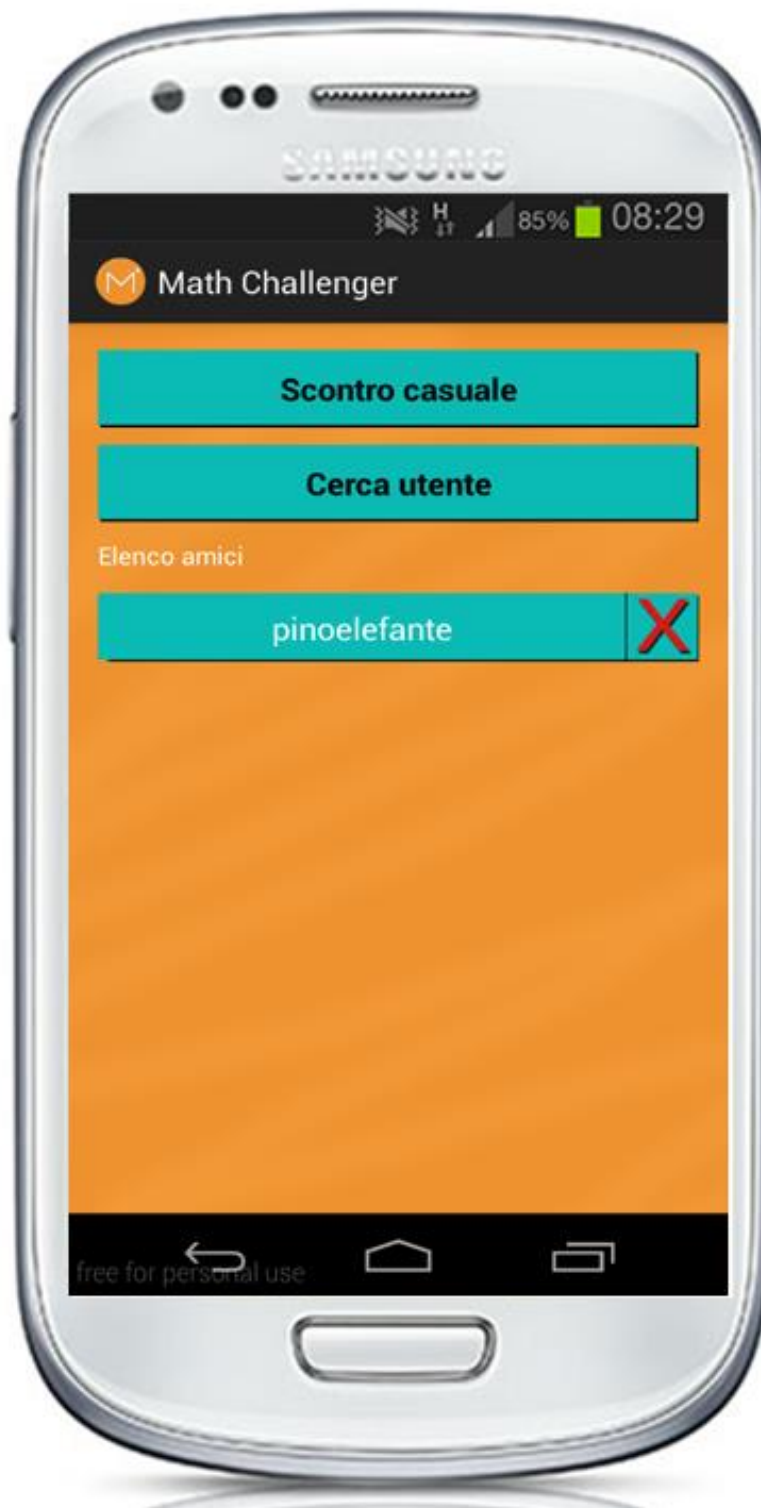 SAMSUNG
H 85% 08:29
Math Challenger
Scontro casuale
Cerca utente
Elenco amici
pinoelefante X
free for personal use